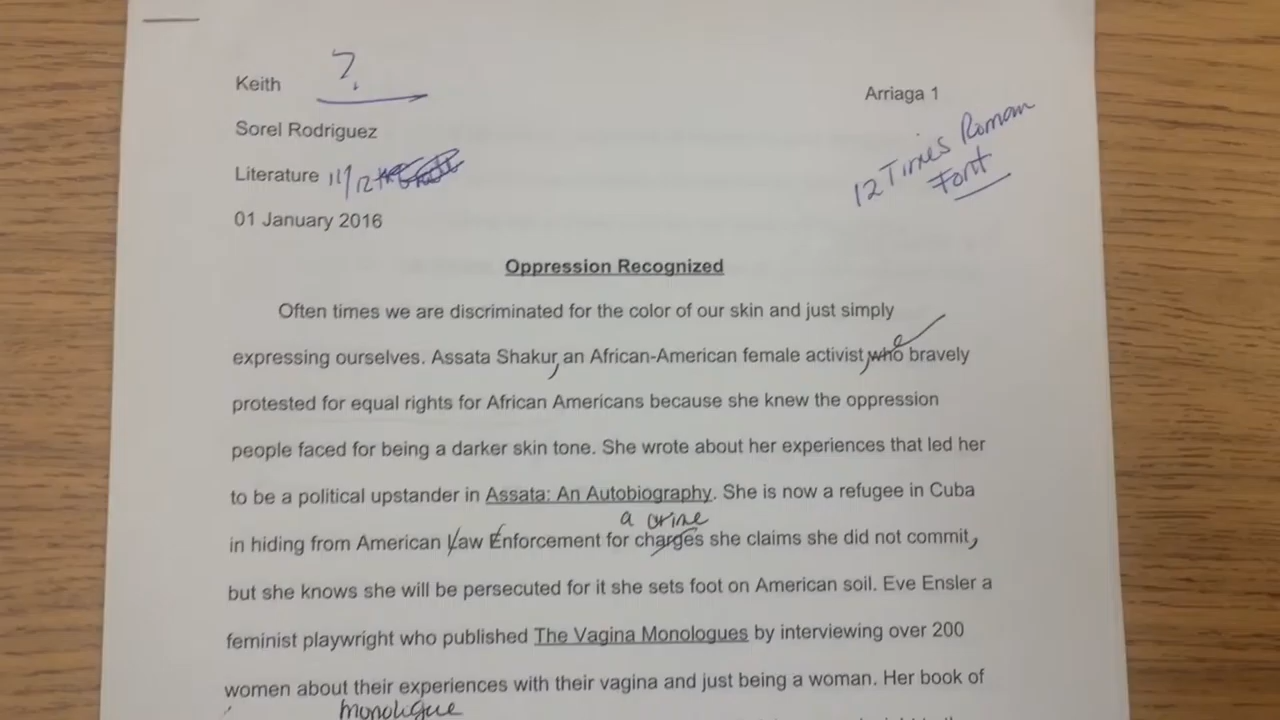 Keith ?
Arriaga 1
Sorel Rodriguez
12 Times Roman
Font
Literature 11/12
01 January 2016
Oppression Recognized
Often times we are discriminated for the color of our skin and just simply
expressing ourselves. Assata Shakur, an African-American female activist, who bravely
protested for equal rights for African Americans because she knew the oppression
people faced for being a darker skin tone. She wrote about her experiences that led her
to be a political upstander in Assata: An Autobiography. She is now a refugee in Cuba
a crime
in hiding from American Law Enforcement for charges she claims she did not commit,
but she knows she will be persecuted for it she sets foot on American soil. Eve Ensler a
feminist playwright who published The Vagina Monologues by interviewing over 200
women about their experiences with their vagina and just being a woman. Her book of
monologue